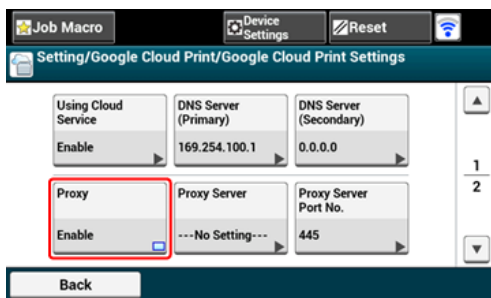 Job Macro
Device
Settings
Reset
Setting/Google Cloud Print/Google Cloud Print Settings
Using Cloud
Service
Enable
DNS Server
(Primary)
169.254.100.1
DNS Server
(Secondary)
0.0.0.0
1
2
Proxy
Enable
Proxy Server
---No Setting---
Proxy Server
Port No.
445
Back